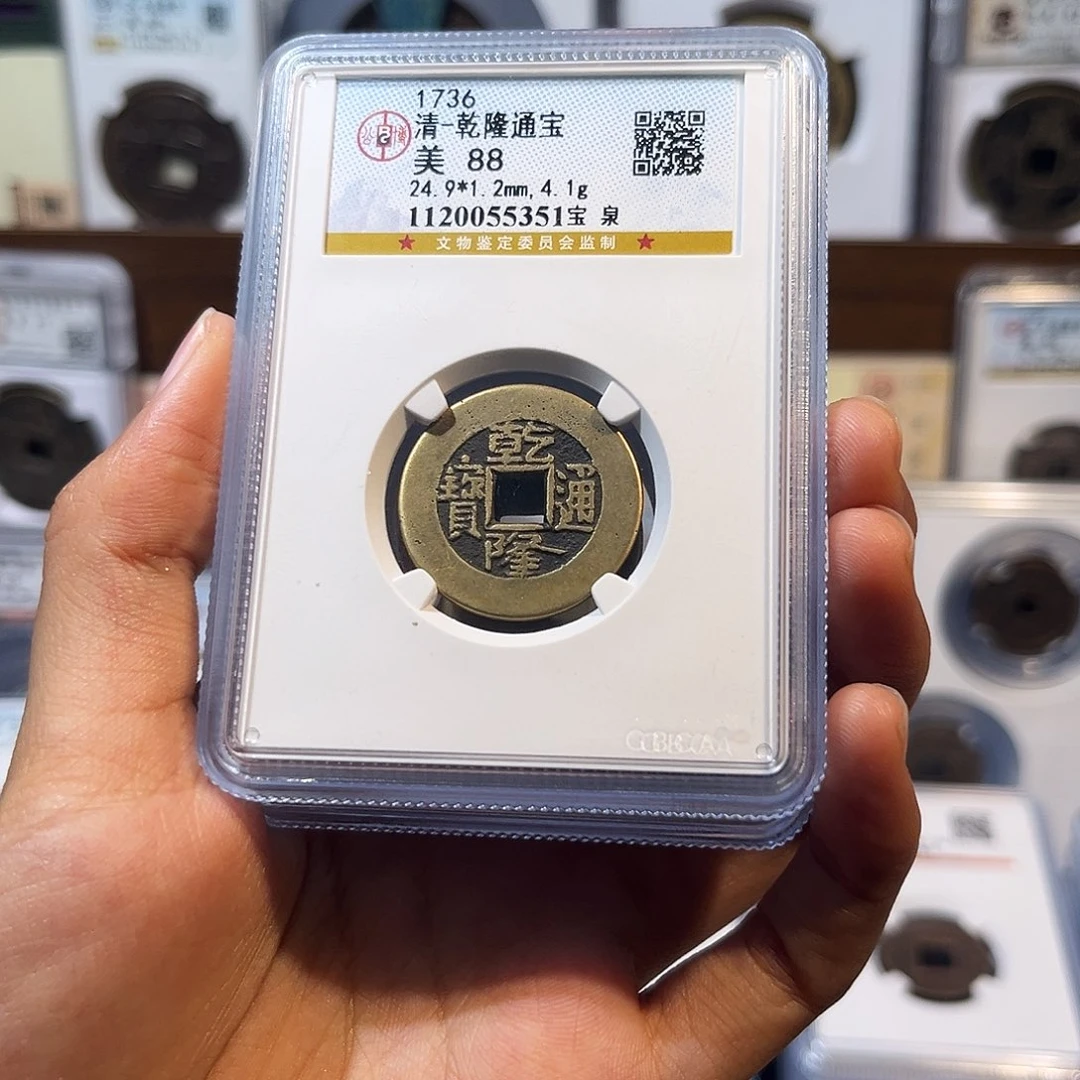 1736
清-乾隆通宝
美 88
24.9*1.2mm,4.1g
1120055351宝 泉
★ 文物鉴定委员会监制 ★
公 博
乾
寶 通
隆